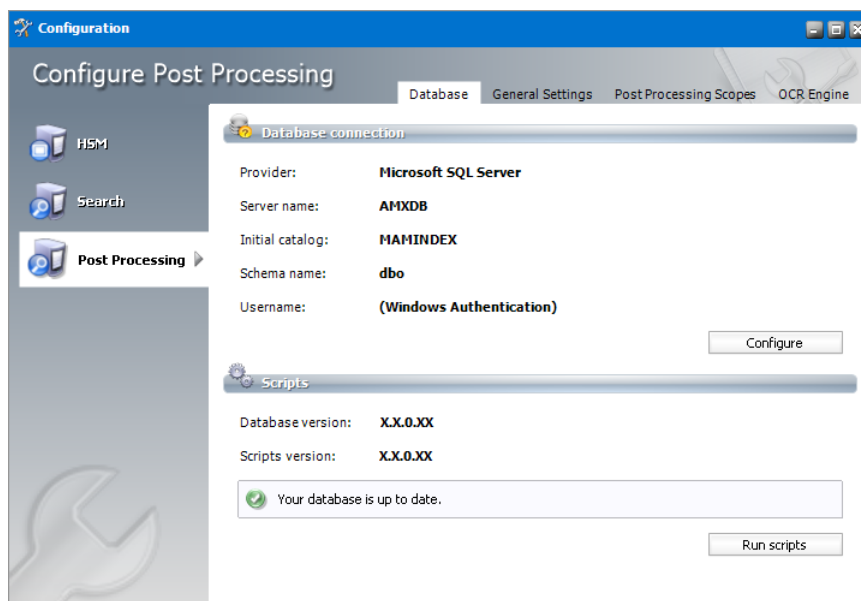 Configuration
Configure Post Processing
Database General Settings Post Processing Scopes OCR Engine
HSM
Search
Post Processing
Database connection
Provider: Microsoft SQL Server
Server name: AMXDB
Initial catalog: MAMINDEX
Schema name: dbo
Username: (Windows Authentication)
Configure
Scripts
Database version: X.X.0.XX
Scripts version: X.X.0.XX
Your database is up to date.
Run scripts